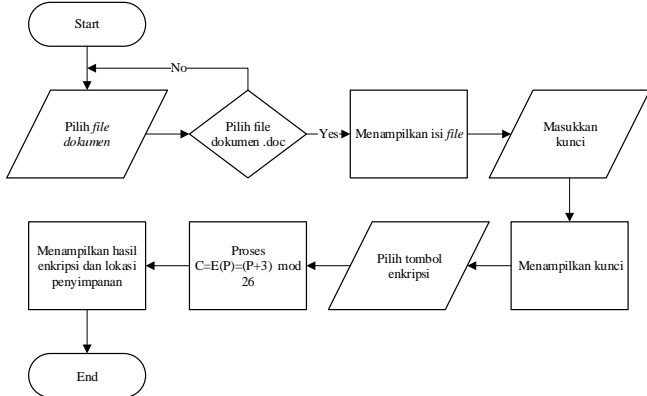 Start
No
Pilih file
dokumen
Pilih file
dokumen .doc
Yes
Menampilkan isi file
Masukkan
kunci
Menampilkan hasil
enkripsi dan lokasi
penyimpanan
Proses
C=E(P)=(P+3) mod
26
Pilih tombol
enkripsi
Menampilkan kunci
End